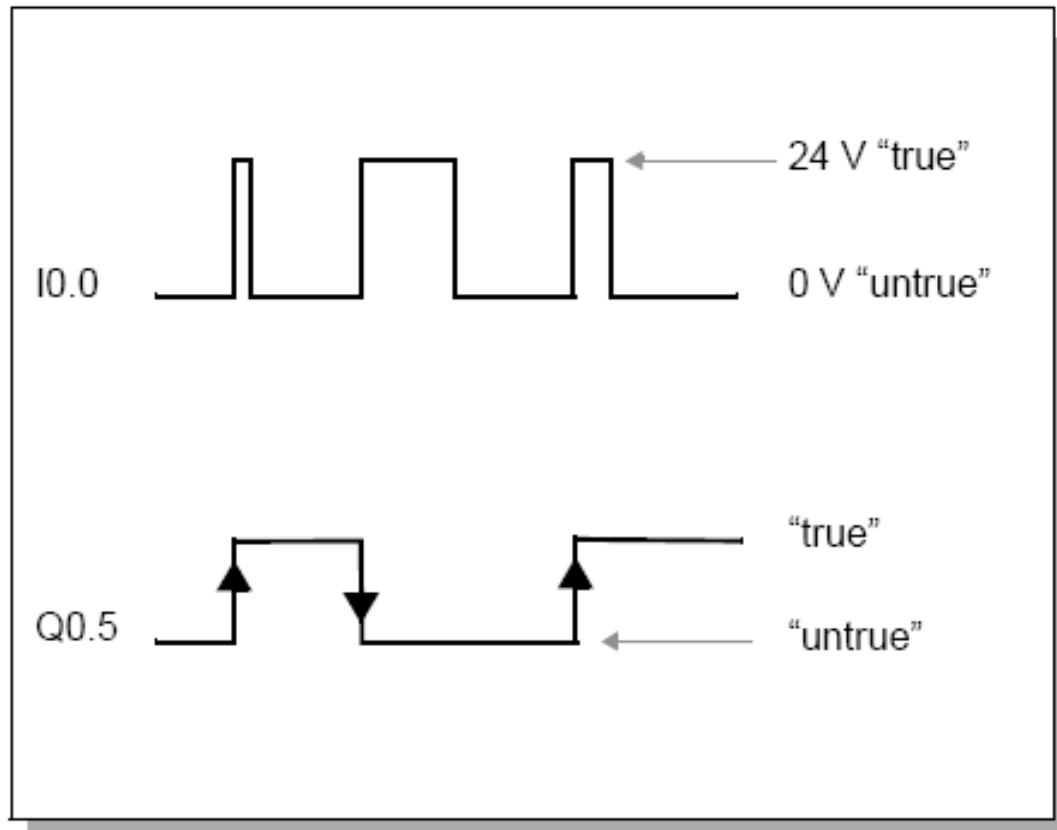 24 V “true”
I0.0
0 V “untrue”
“true”
Q0.5
“untrue”